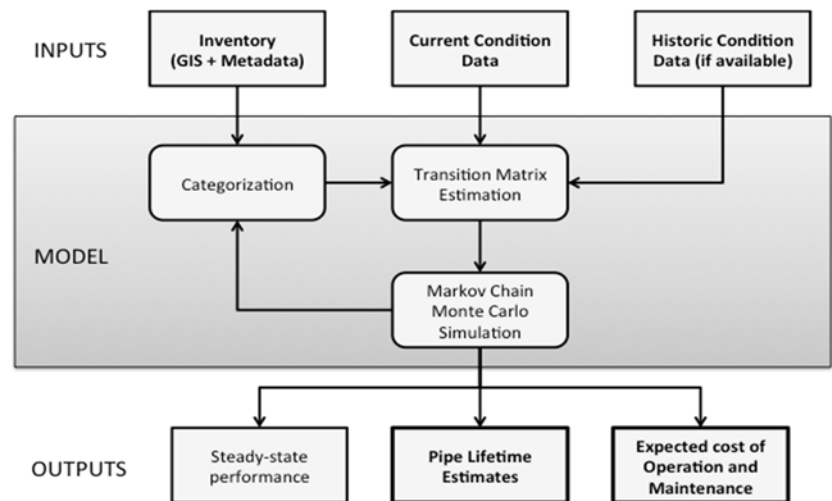 INPUTS
Inventory
(GIS + Metadata)
Current Condition
Data
Historic Condition
Data (if available)
Categorization
Transition Matrix
Estimation
MODEL
Markov Chain
Monte Carlo
Simulation
OUTPUTS
Steady-state
performance
Pipe Lifetime
Estimates
Expected cost of
Operation and
Maintenance